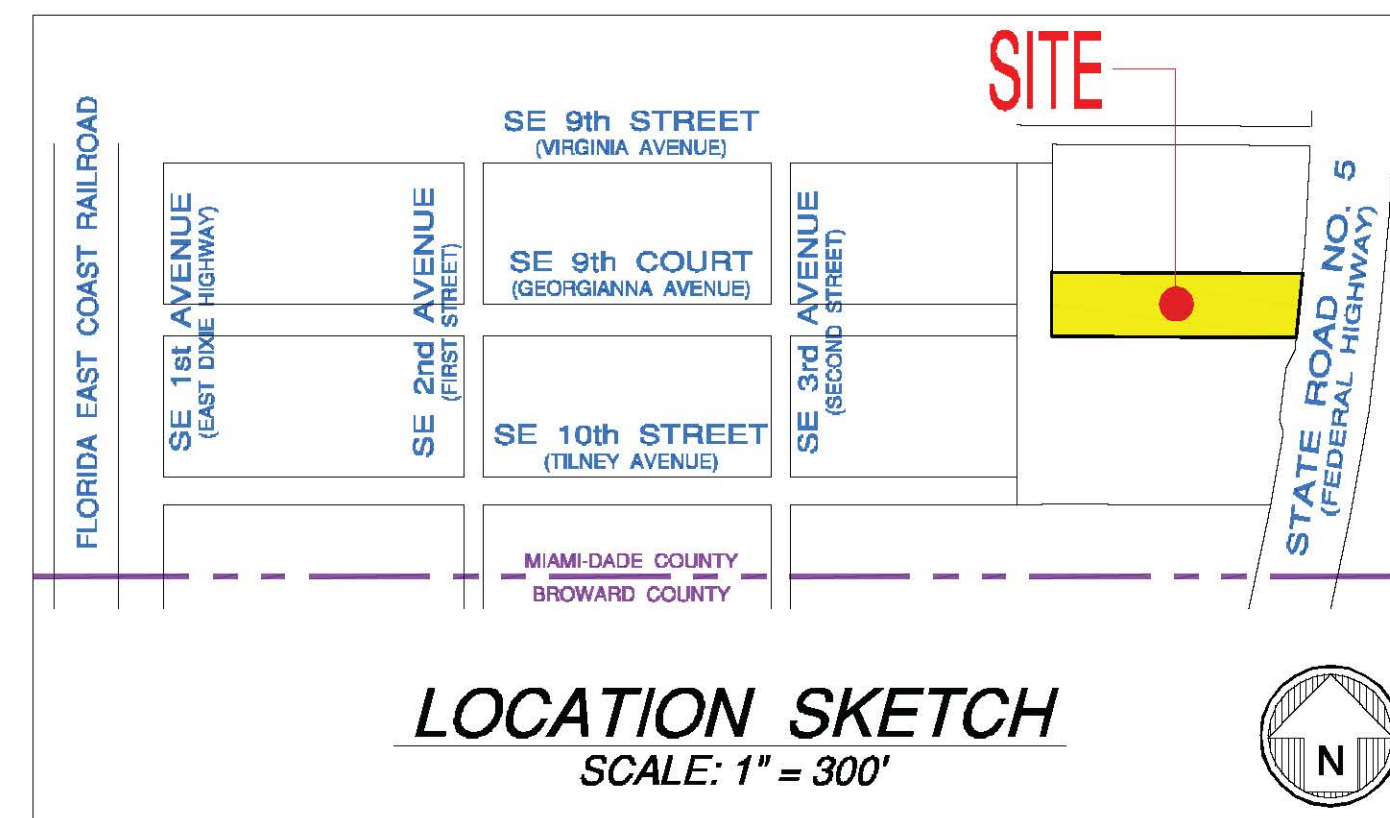 SITE
SE 9th STREET
(VIRGINIA AVENUE)
FLORIDA EAST COAST RAILROAD
SE 1st AVENUE
(EAST DIXIE HIGHWAY)
SE 2nd AVENUE
(FIRST STREET)
SE 9th COURT
(GEORGIANNA AVENUE)
SE 3rd AVENUE
(SECOND STREET)
STATE ROAD NO. 5
(FEDERAL HIGHWAY)
SE 10th STREET
(TILNEY AVENUE)
MIAMI-DADE COUNTY
BROWARD COUNTY
LOCATION SKETCH
SCALE: 1" = 300'
N